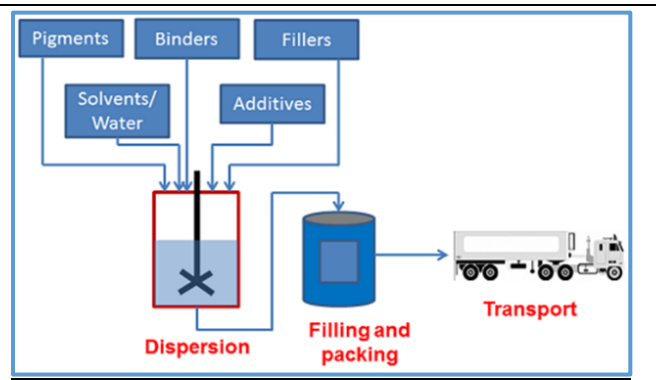 Pigments
Binders
Fillers
Solvents/
Water
Additives
Dispersion
Filling and
packing
Transport